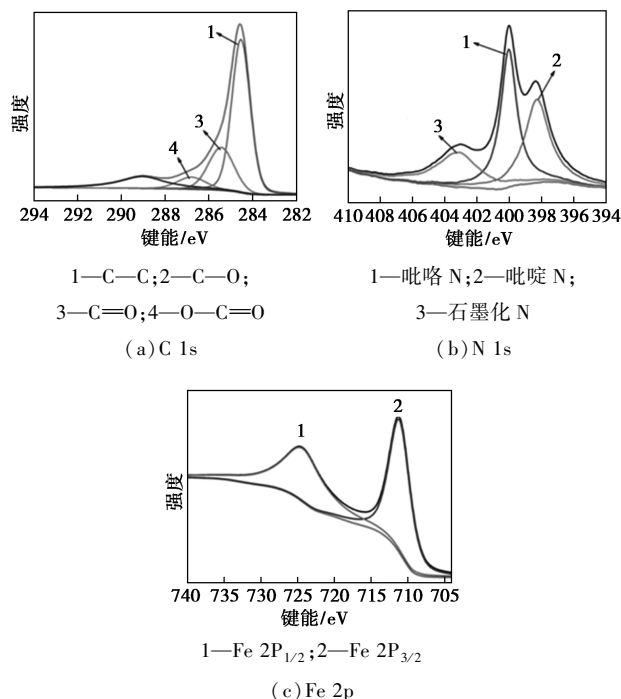 1
3
4
强度
294 292 290 288 286 284 282
键能/eV
1—C—C;2—C—O;
3—C═O;4—O—C═O
(a)C 1s
1
2
3
强度
410 408 406 404 402 400 398 396 394
键能/eV
1—吡咯 N;2—吡啶 N;
3—石墨化 N
(b)N 1s
1
2
强度
740 735 730 725 720 715 710 705
键能/eV
1—Fe 2P1/2;2—Fe 2P3/2
(c)Fe 2p